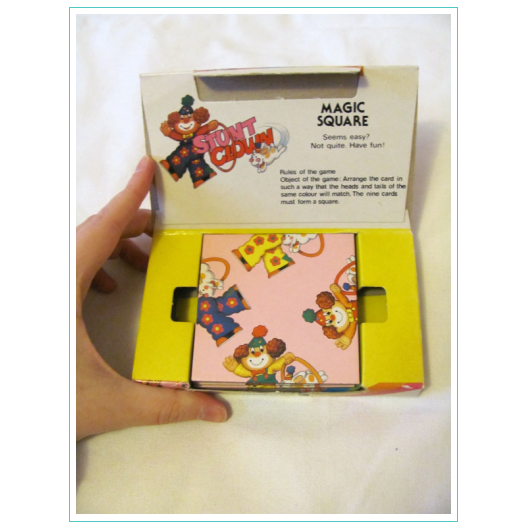 STUNT
CLOWN
MAGIC
SQUARE
Seems easy?
Not quite. Have fun!
Rules of the game
Object of the game: Arrange the card in
such a way that the heads and tails of the
same colour will match. The nine cards
must form a square.